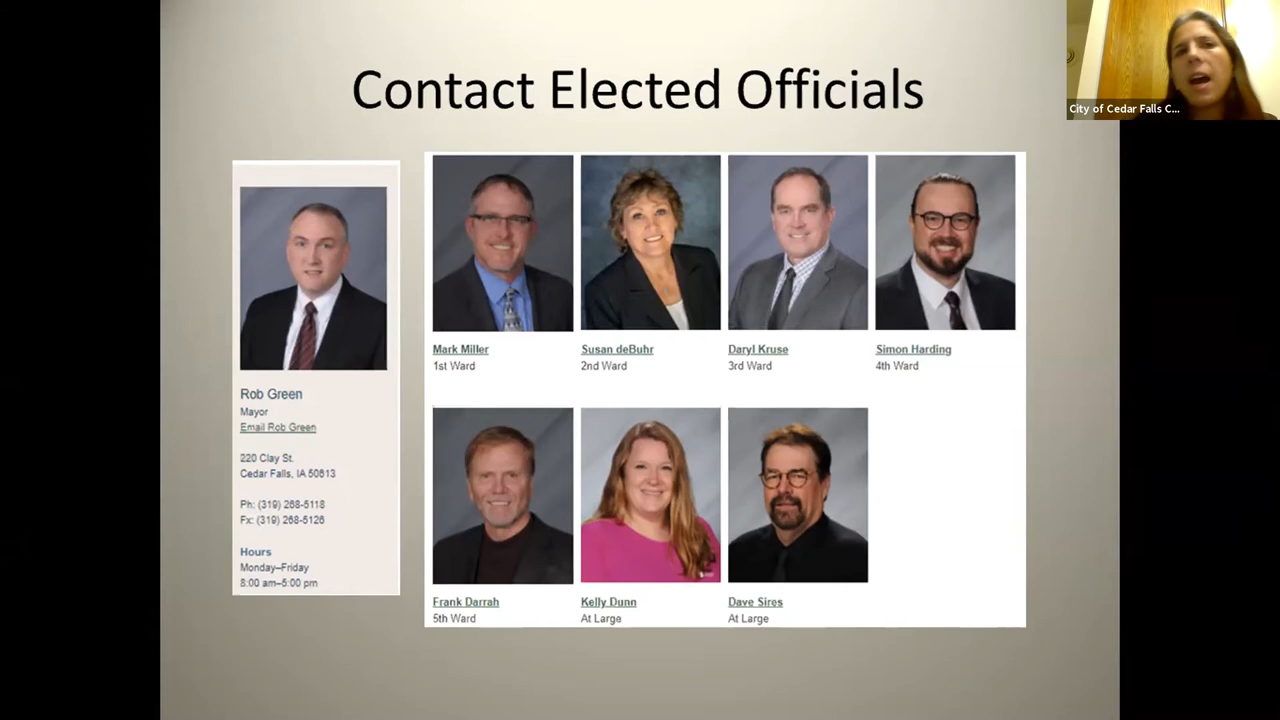 Contact Elected Officials
City of Cedar Falls C...
Rob Green
Mayor
Email Rob Green
220 Clay St.
Cedar Falls, IA 50613
Ph: (319) 268-5118
Fx: (319) 268-5126
Hours
Monday–Friday
8:00 am–5:00 pm
Mark Miller
1st Ward
Susan deBuhr
2nd Ward
Daryl Kruse
3rd Ward
Simon Harding
4th Ward
Frank Darrah
5th Ward
Kelly Dunn
At Large
Dave Sires
At Large